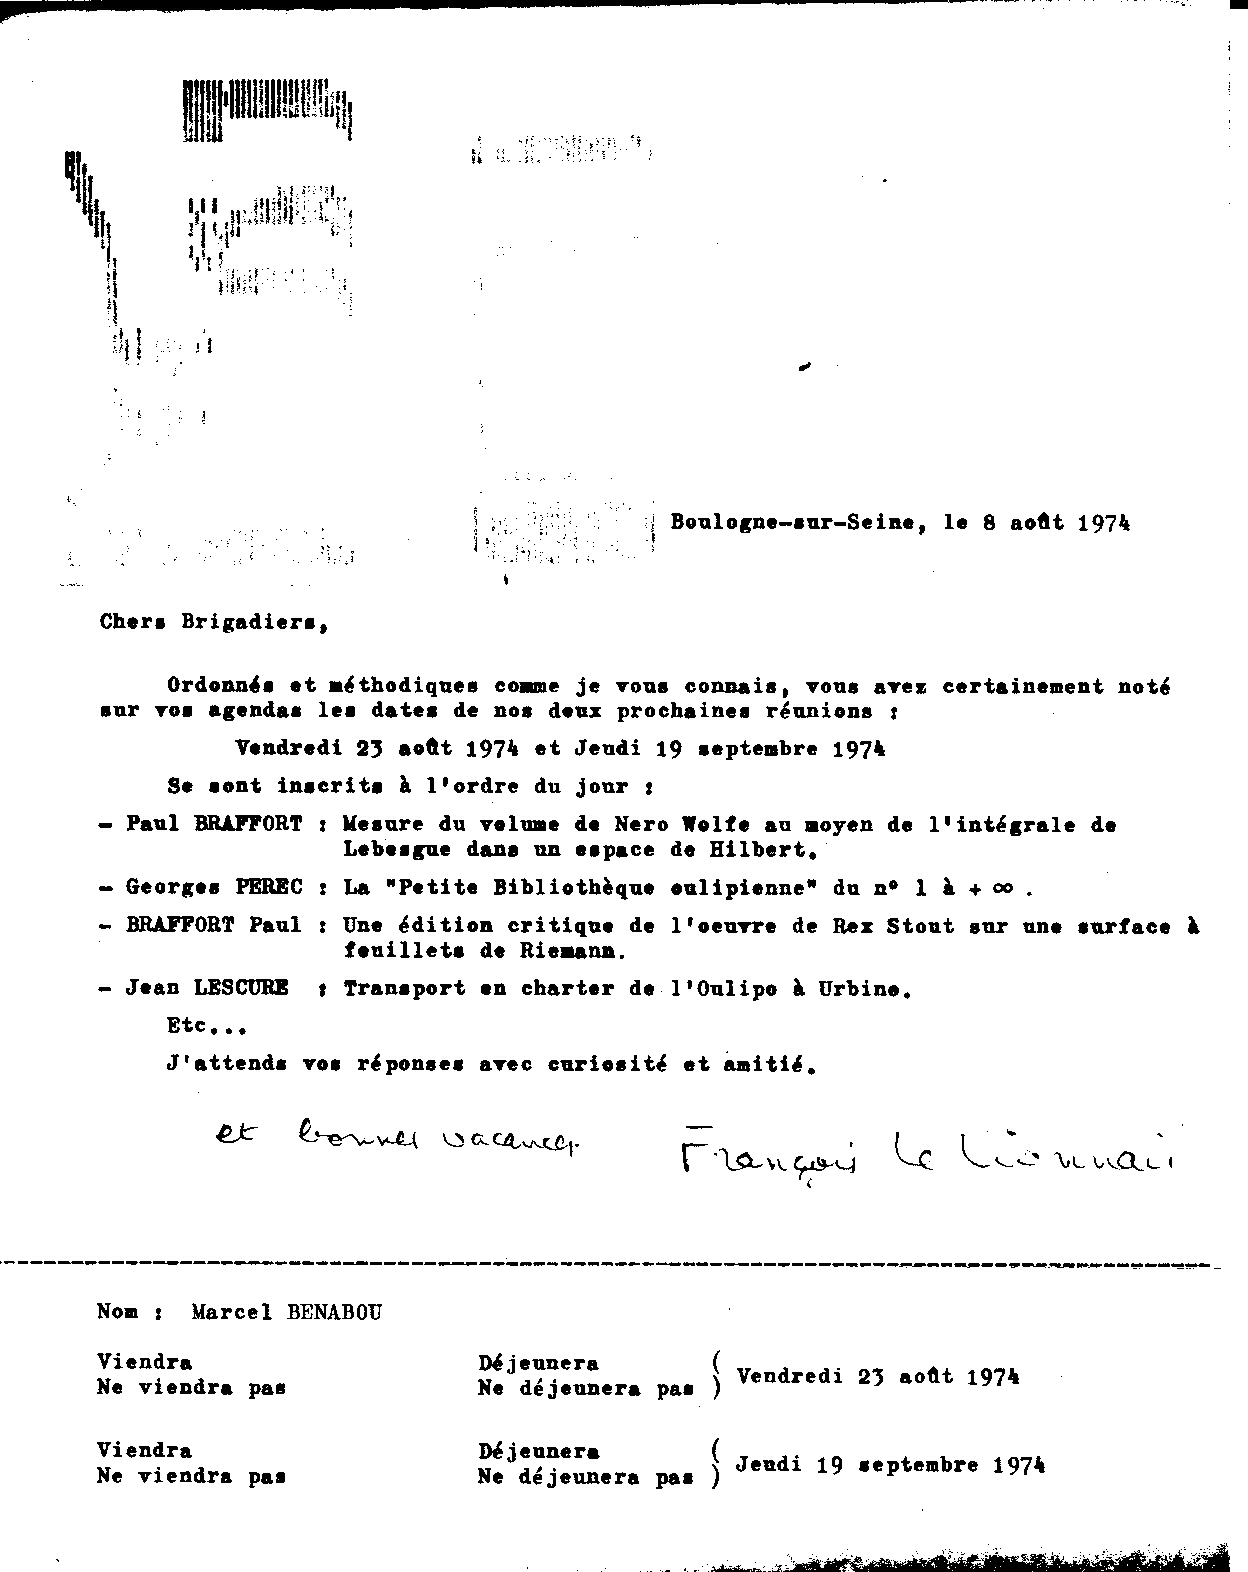 Boulogne-sur-Seine, le 8 août 1974
Chers Brigadiers,
Ordonnés et méthodiques comme je vous connais, vous avez certainement noté
sur vos agendas les dates de nos deux prochaines réunions :
Vendredi 23 août 1974 et Jeudi 19 septembre 1974
Se sont inscrits à l'ordre du jour :
- Paul BRAFFORT : Mesure du volume de Nero Wolfe au moyen de l'intégrale de
Lebesgue dans un espace de Hilbert.
- Georges PEREC : La "Petite Bibliothèque oulipienne" du n° 1 à + ∞ .
- BRAFFORT Paul : Une édition critique de l'oeuvre de Rex Stout sur une surface à
feuillets de Riemann.
- Jean LESCURE : Transport en charter de l'Oulipo à Urbino.
Etc...
J'attends vos réponses avec curiosité et amitié.
et bonnes vacances François Le Lionnais
Nom : Marcel BENABOU
Viendra Déjeunera (
Ne viendra pas Ne déjeunera pas ) Vendredi 23 août 1974
Viendra Déjeunera (
Ne viendra pas Ne déjeunera pas ) Jeudi 19 septembre 1974